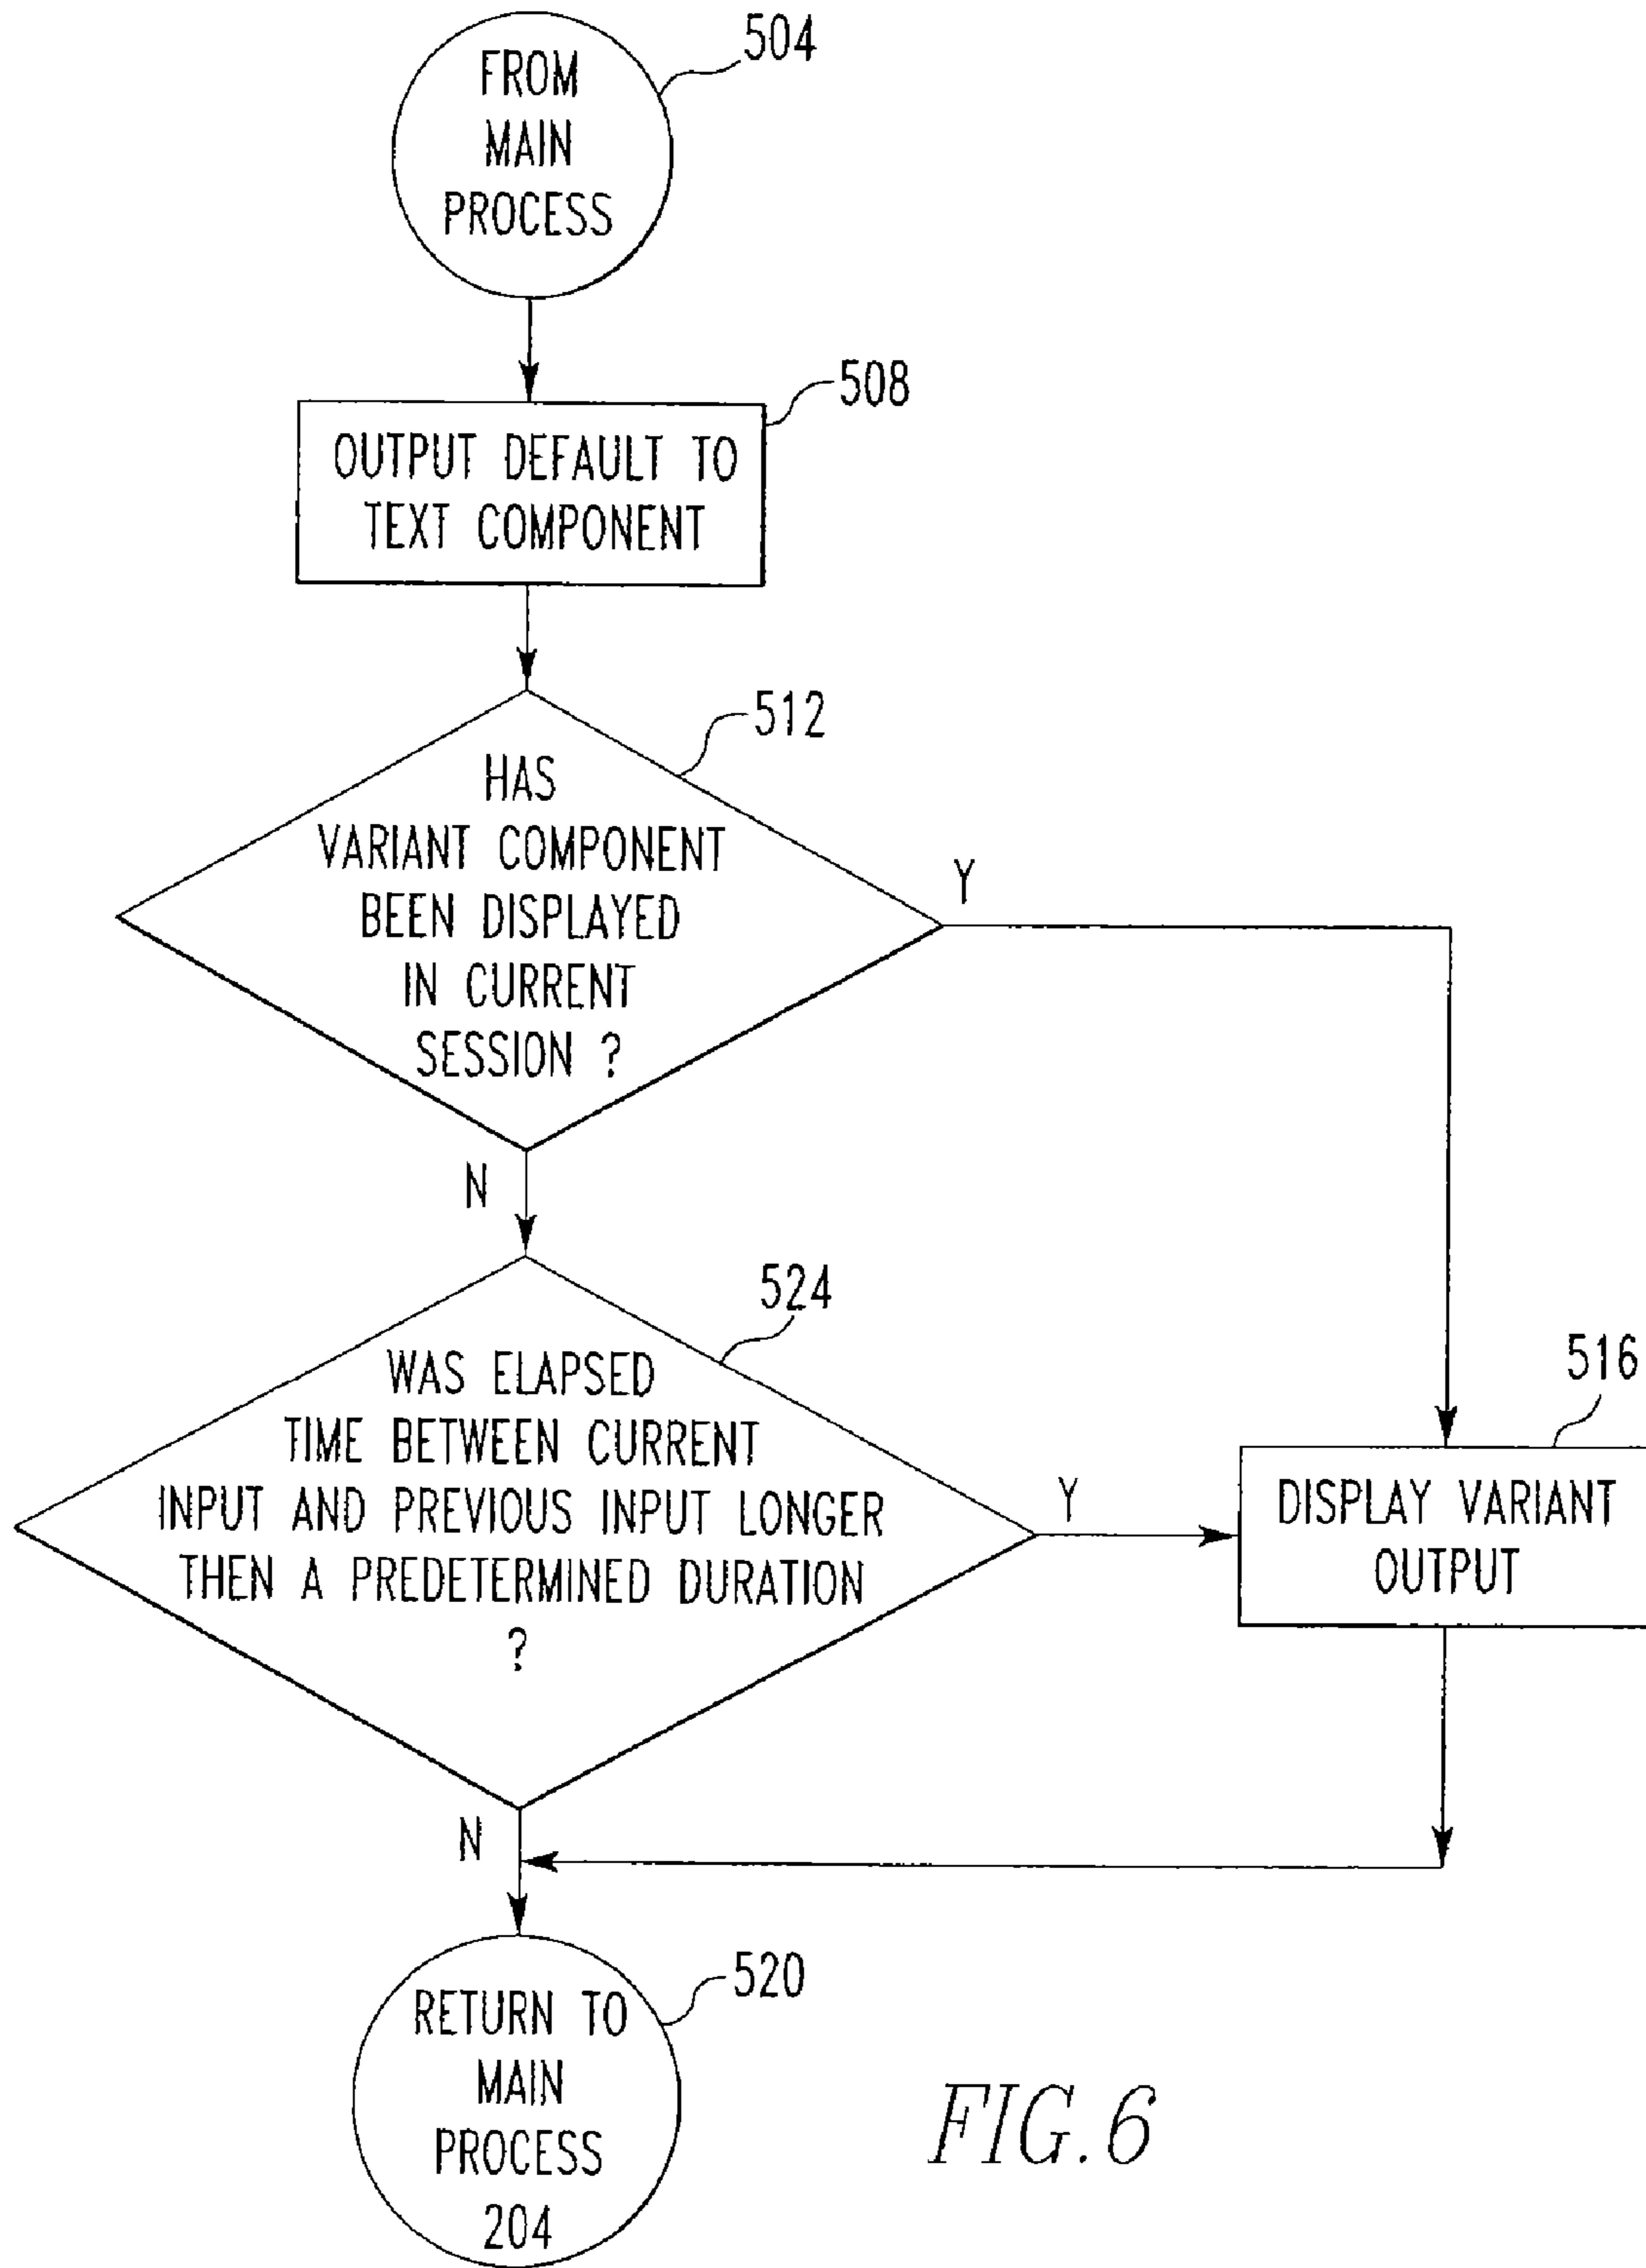 504
FROM
MAIN
PROCESS
508
OUTPUT DEFAULT TO
TEXT COMPONENT
512
HAS
VARIANT COMPONENT
BEEN DISPLAYED
IN CURRENT
SESSION ?
Y
N
524
WAS ELAPSED
TIME BETWEEN CURRENT
INPUT AND PREVIOUS INPUT LONGER
THEN A PREDETERMINED DURATION
?
Y
516
DISPLAY VARIANT
OUTPUT
N
520
RETURN TO
MAIN
PROCESS
204
FIG.6